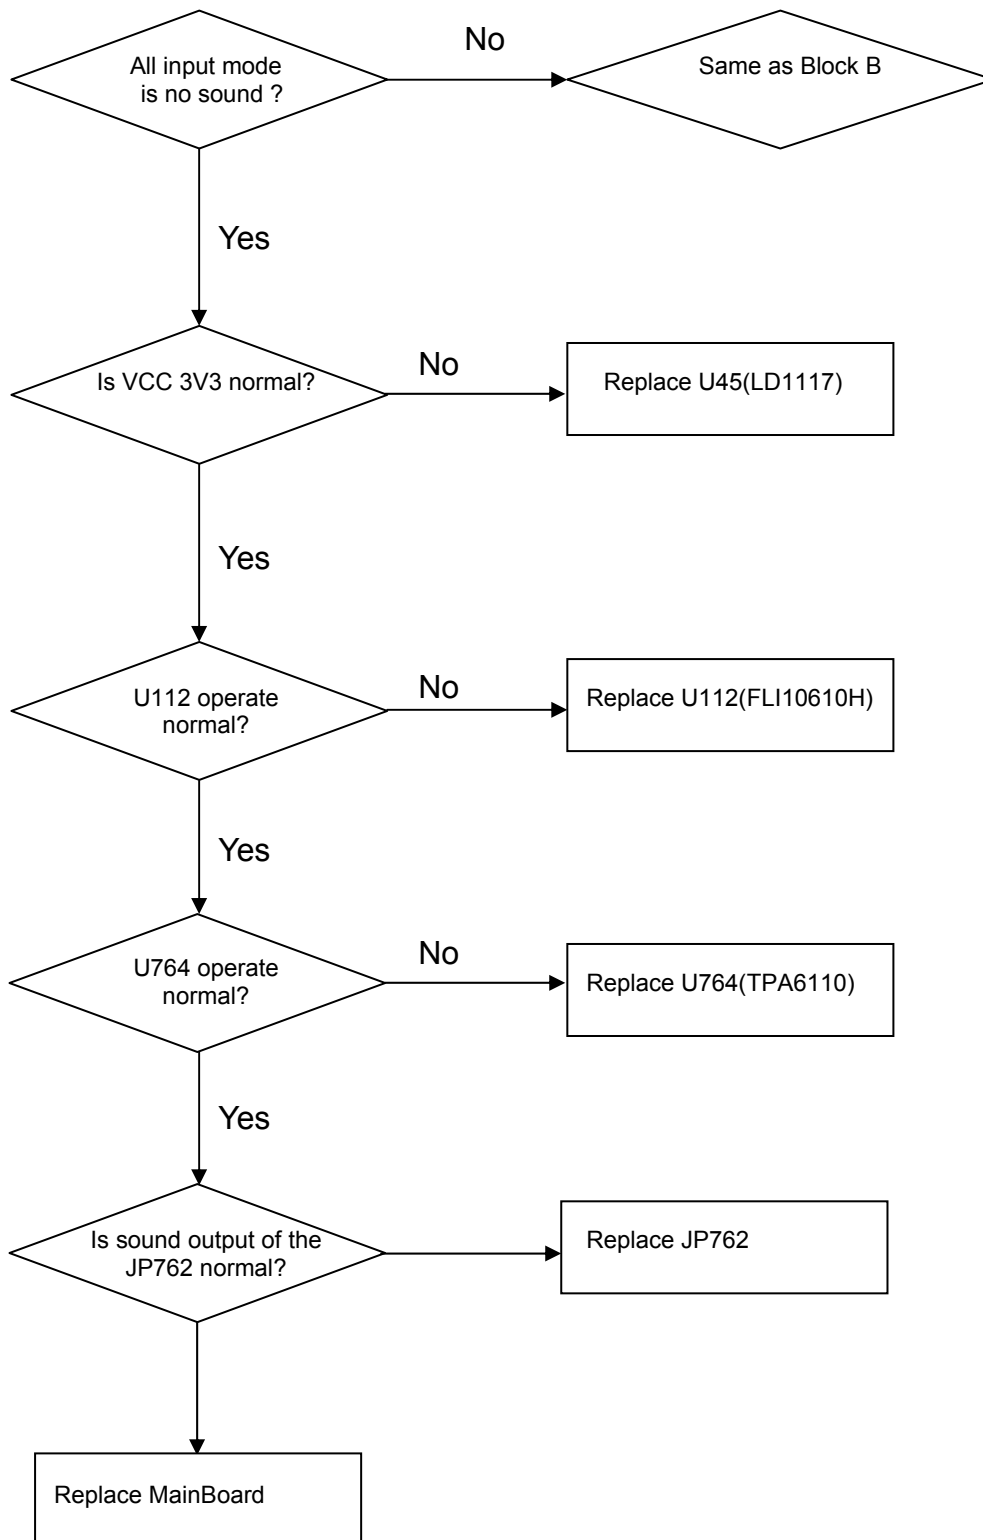 All input mode
is no sound ?
No
Same as Block B
Yes
Is VCC 3V3 normal?
No
Replace U45(LD1117)
Yes
U112 operate
normal?
No
Replace U112(FLI10610H)
Yes
U764 operate
normal?
No
Replace U764(TPA6110)
Yes
Is sound output of the
JP762 normal?
Replace JP762
Replace MainBoard